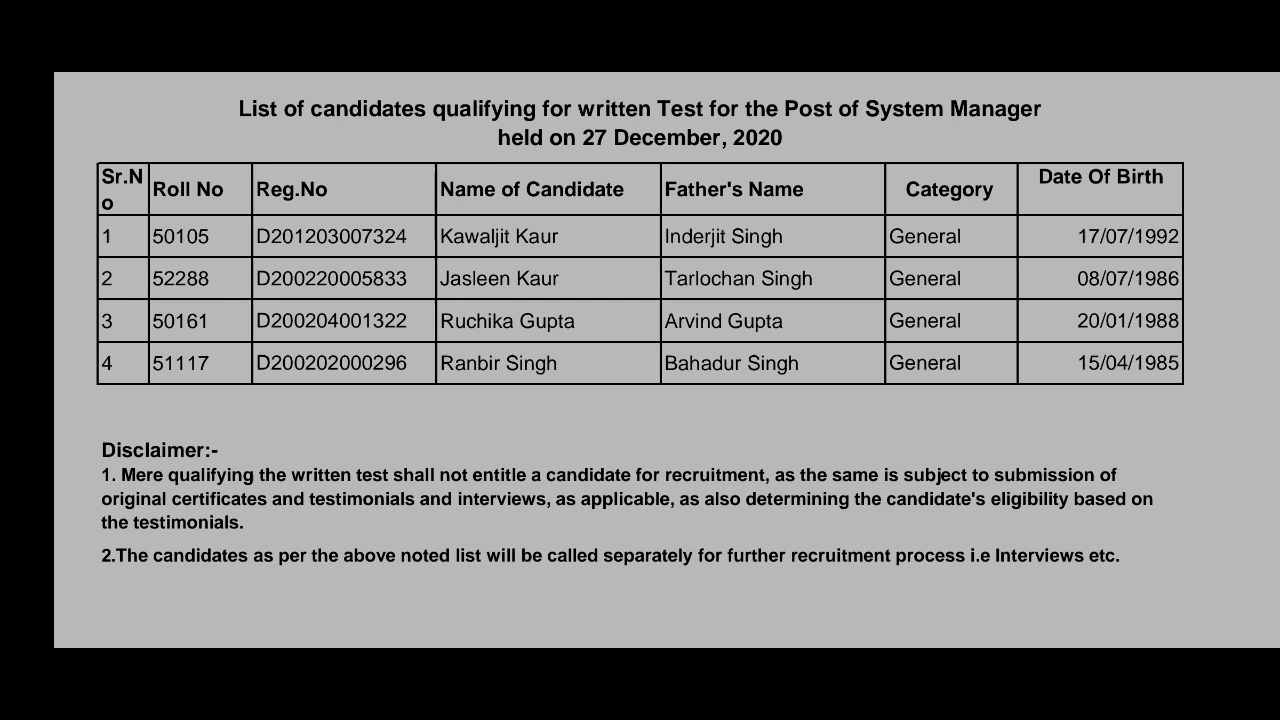 List of candidates qualifying for written Test for the Post of System Manager
held on 27 December, 2020
Sr.No Roll No Reg.No Name of Candidate Father's Name Category Date Of Birth
1 50105 D201203007324 Kawaljit Kaur Inderjit Singh General 17/07/1992
2 52288 D200220005833 Jasleen Kaur Tarlochan Singh General 08/07/1986
3 50161 D200204001322 Ruchika Gupta Arvind Gupta General 20/01/1988
4 51117 D200202000296 Ranbir Singh Bahadur Singh General 15/04/1985
Disclaimer:-
1. Mere qualifying the written test shall not entitle a candidate for recruitment, as the same is subject to submission of
original certificates and testimonials and interviews, as applicable, as also determining the candidate's eligibility based on
the testimonials.
2.The candidates as per the above noted list will be called separately for further recruitment process i.e Interviews etc.